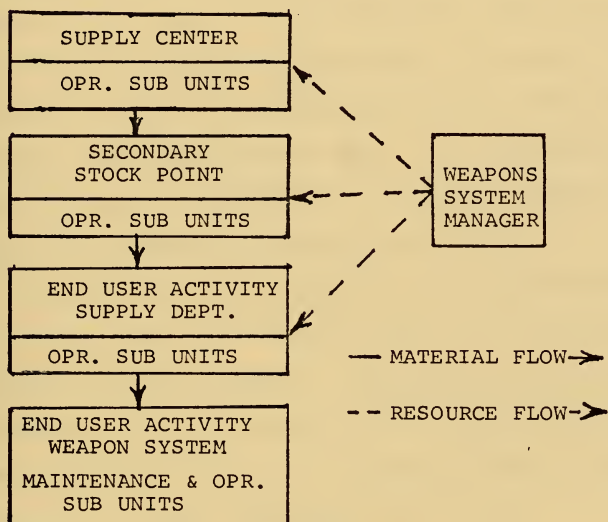 SUPPLY CENTER
OPR. SUB UNITS
SECONDARY
STOCK POINT
OPR. SUB UNITS
END USER ACTIVITY
SUPPLY DEPT.
OPR. SUB UNITS
END USER ACTIVITY
WEAPON SYSTEM
MAINTENANCE & OPR.
SUB UNITS
WEAPONS
SYSTEM
MANAGER
MATERIAL FLOW
RESOURCE FLOW